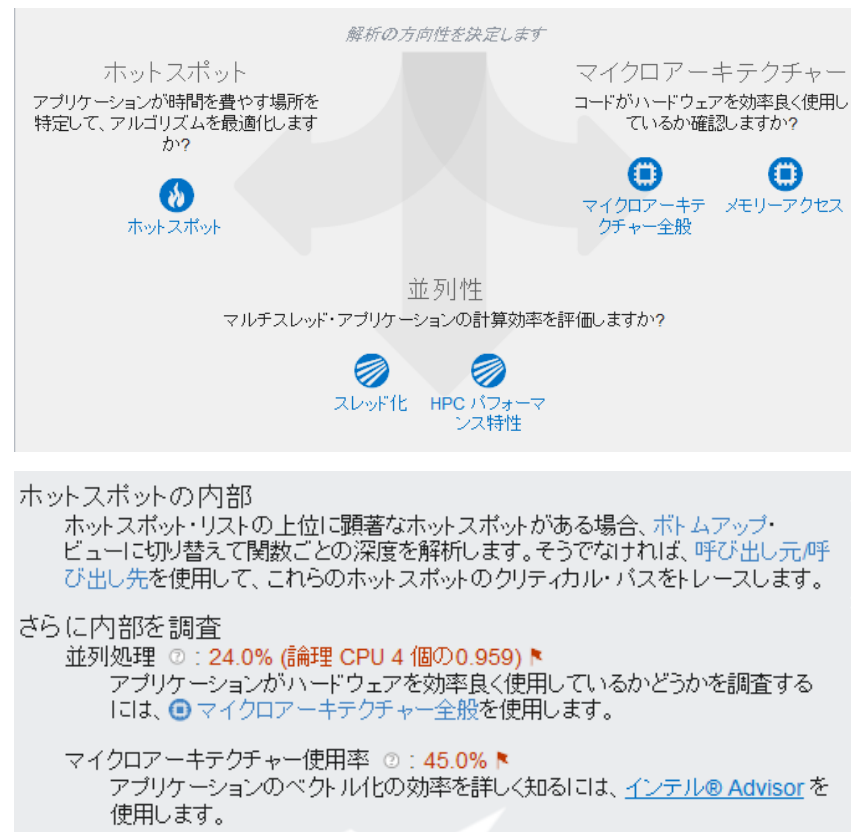 解析の方向性を決定します
ホットスポット
アプリケーションが時間を費やす場所を
特定して、アルゴリズムを最適化します
か?
ホットスポット
マイクロアーキテクチャー
コードがハードウェアを効率良く使用し
ているか確認しますか?
マイクロアーキテ
クチャー全般
メモリーアクセス
並列性
マルチスレッド・アプリケーションの計算効率を評価しますか?
スレッド化
HPC パフォーマ
ンス特性
ホットスポットの内部
ホットスポット・リストの上位に顕著なホットスポットがある場合、ボトムアップ・
ビューに切り替えて関数ごとの深度を解析します。そうでなければ、呼び出し元/呼
び出し先を使用して、これらのホットスポットのクリティカル・パスをトレースします。
さらに内部を調査
並列処理 ? : 24.0% (論理 CPU 4 個の0.959)
アプリケーションがハードウェアを効率良く使用しているかどうかを調査する
には、マイクロアーキテクチャー全般を使用します。
マイクロアーキテクチャー使用率 ? : 45.0%
アプリケーションのベクトル化の効率を詳しく知るには、インテル® Advisor を
使用します。